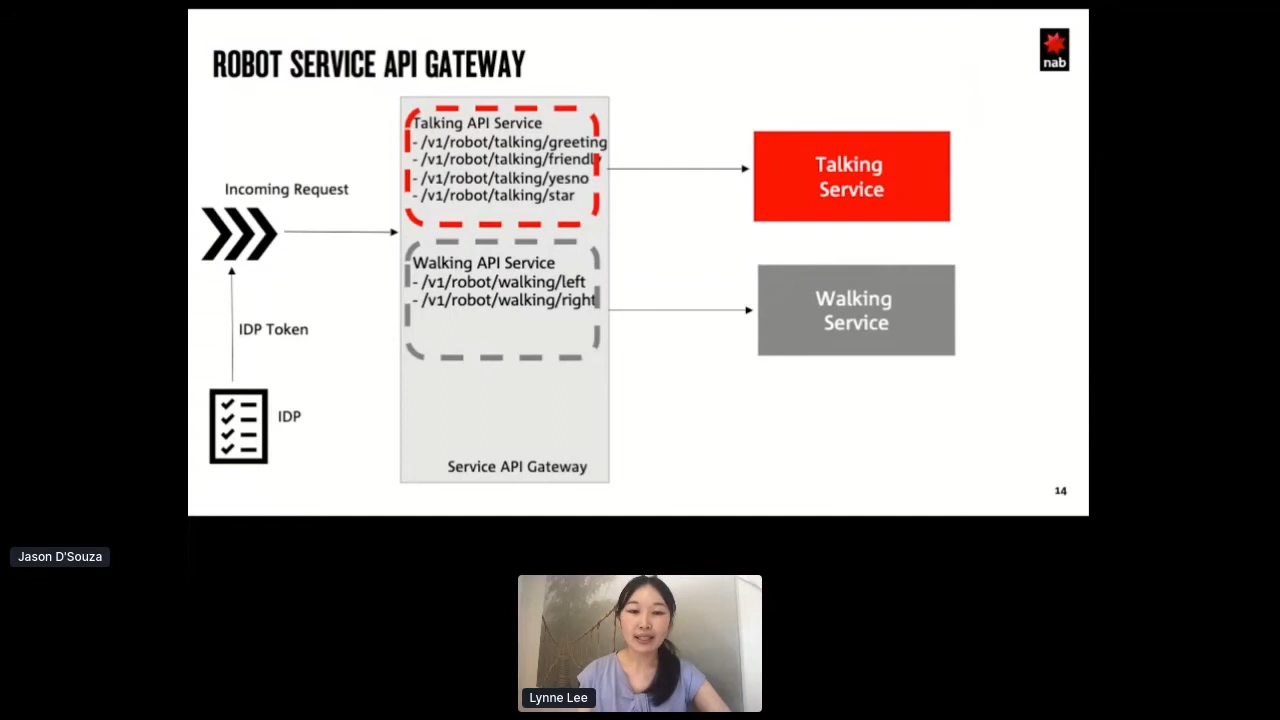 ROBOT SERVICE API GATEWAY
nab
Talking API Service
- /v1/robot/talking/greeting
- /v1/robot/talking/friendly
- /v1/robot/talking/yesno
- /v1/robot/talking/star
Talking
Service
Incoming Request
Walking API Service
- /v1/robot/walking/left
- /v1/robot/walking/right
Walking
Service
IDP Token
IDP
Service API Gateway
14
Jason D'Souza
Lynne Lee